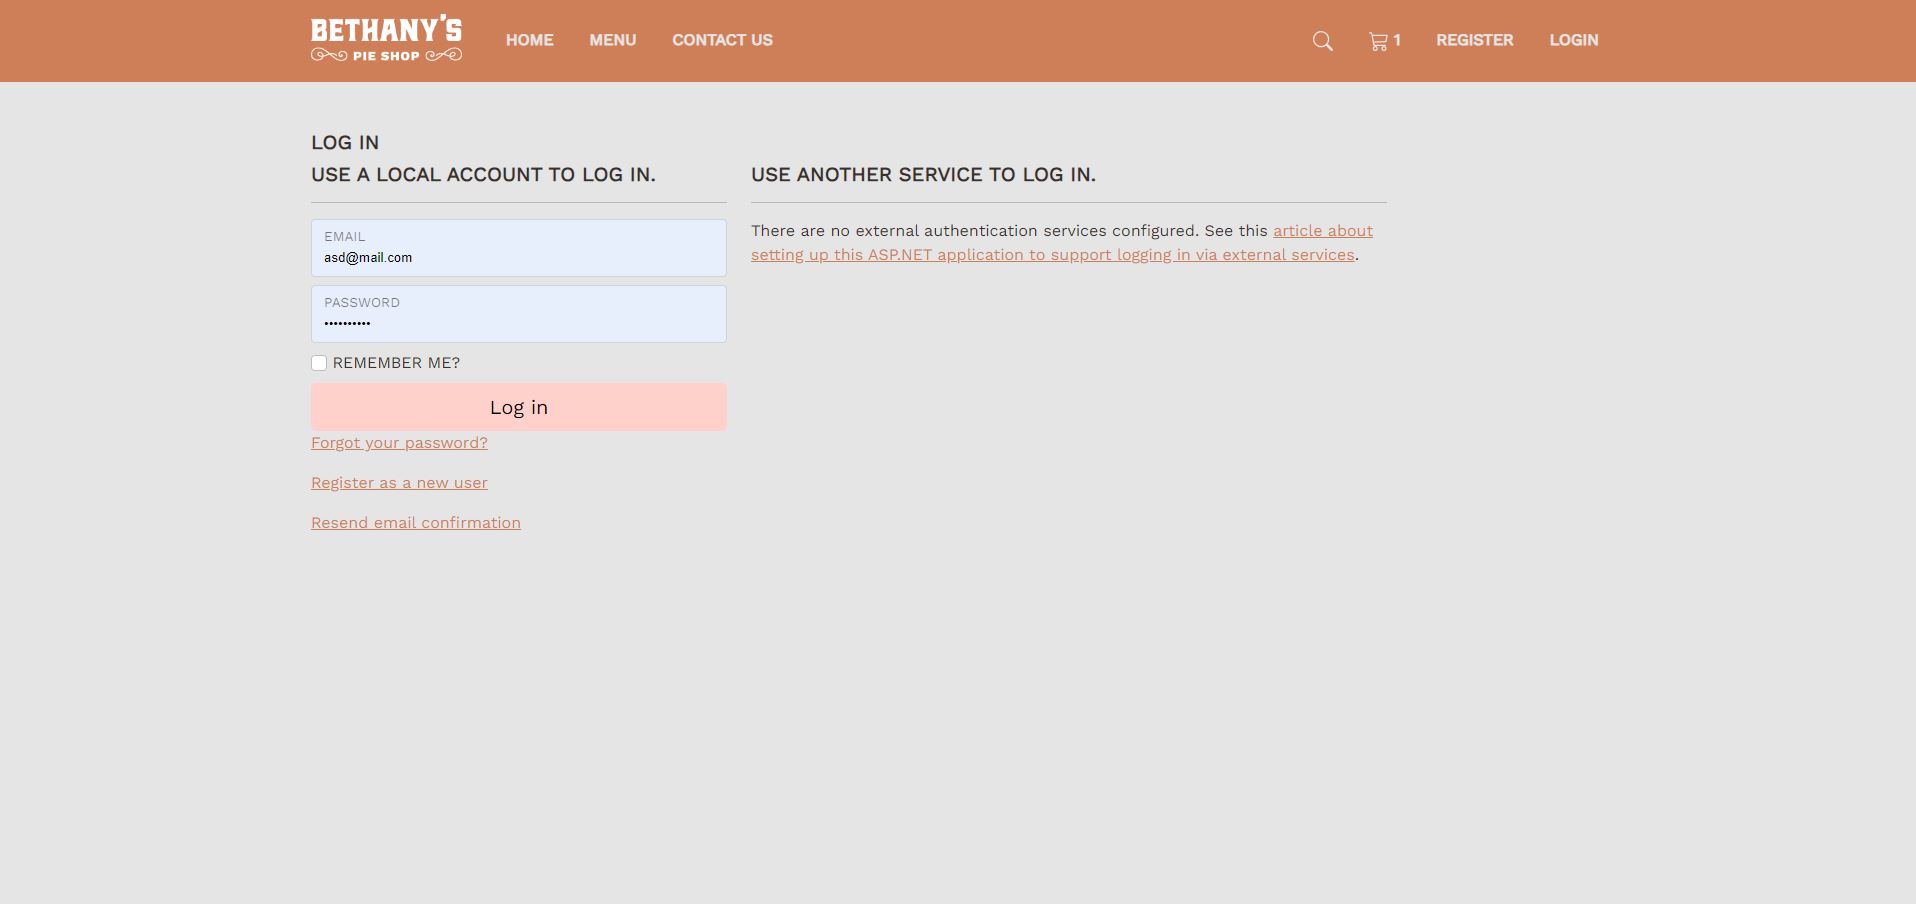 BETHANY'S
PIE SHOP
HOME MENU CONTACT US 1 REGISTER LOGIN
LOG IN
USE A LOCAL ACCOUNT TO LOG IN.
EMAIL
asd@mail.com
PASSWORD
••••••••••
REMEMBER ME?
Log in
Forgot your password?
Register as a new user
Resend email confirmation
USE ANOTHER SERVICE TO LOG IN.
There are no external authentication services configured. See this article about
setting up this ASP.NET application to support logging in via external services.